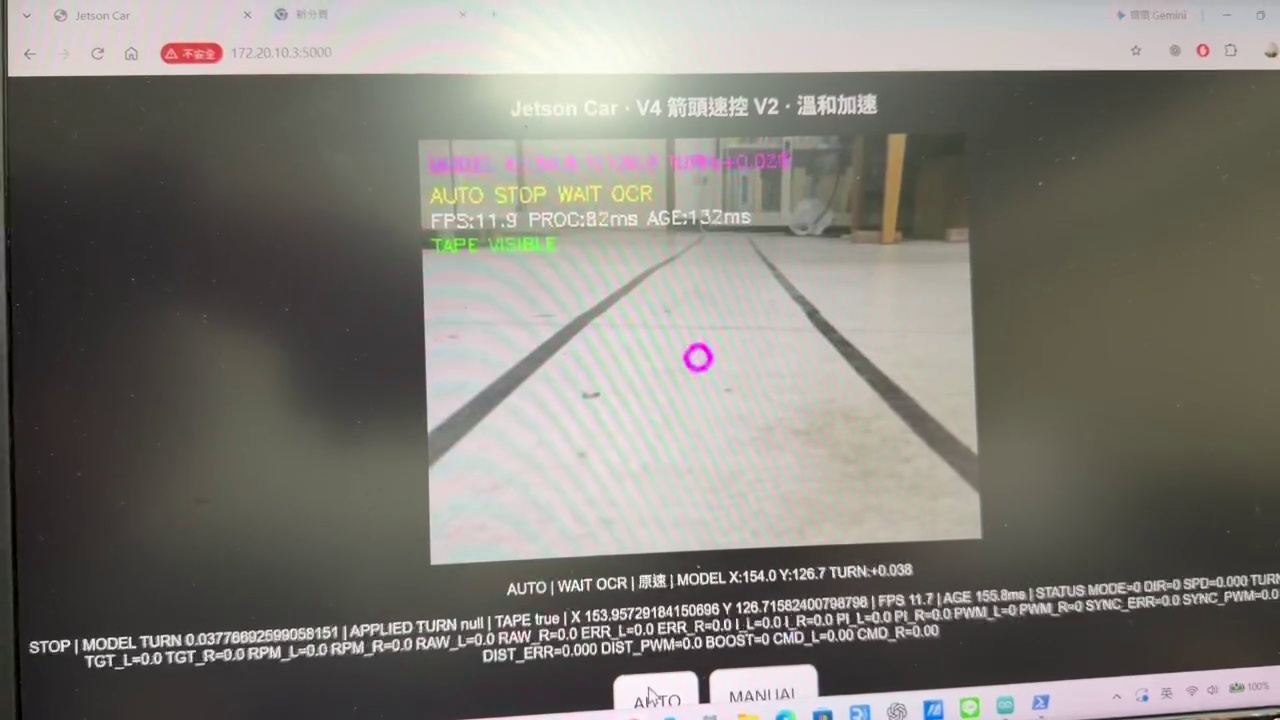 Jetson Car
新分頁
Gemini
不安全
172.20.10.3:5000
Jetson Car · V4 箭頭速控 V2 · 溫和加速
AUTO STOP WAIT OCR
FPS:11.9 PROC:82ms AGE:132ms
TAPE VISIBLE
AUTO | WAIT OCR | 原速 | MODEL X:154.0 Y:126.7 TURN:+0.038
STOP | MODEL TURN 0.03776692599058151 | APPLIED TURN null | TAPE true | X 153.95729184150696 Y 126.71582400798798 | FPS 11.7 | AGE 155.8ms | STATUS MODE=0 DIR=0 SPD=0.000 TURN
TGT_L=0.0 TGT_R=0.0 RPM_L=0.0 RPM_R=0.0 RAW_L=0.0 RAW_R=0.0 ERR_L=0.0 ERR_R=0.0 I_L=0.0 I_R=0.0 PI_L=0.0 PI_R=0.0 PWM_L=0 PWM_R=0 SYNC_ERR=0.0 SYNC_PWM=0.0
DIST_ERR=0.000 DIST_PWM=0.0 BOOST=0 CMD_L=0.00 CMD_R=0.00
AUTO
MANUAL
英
100%